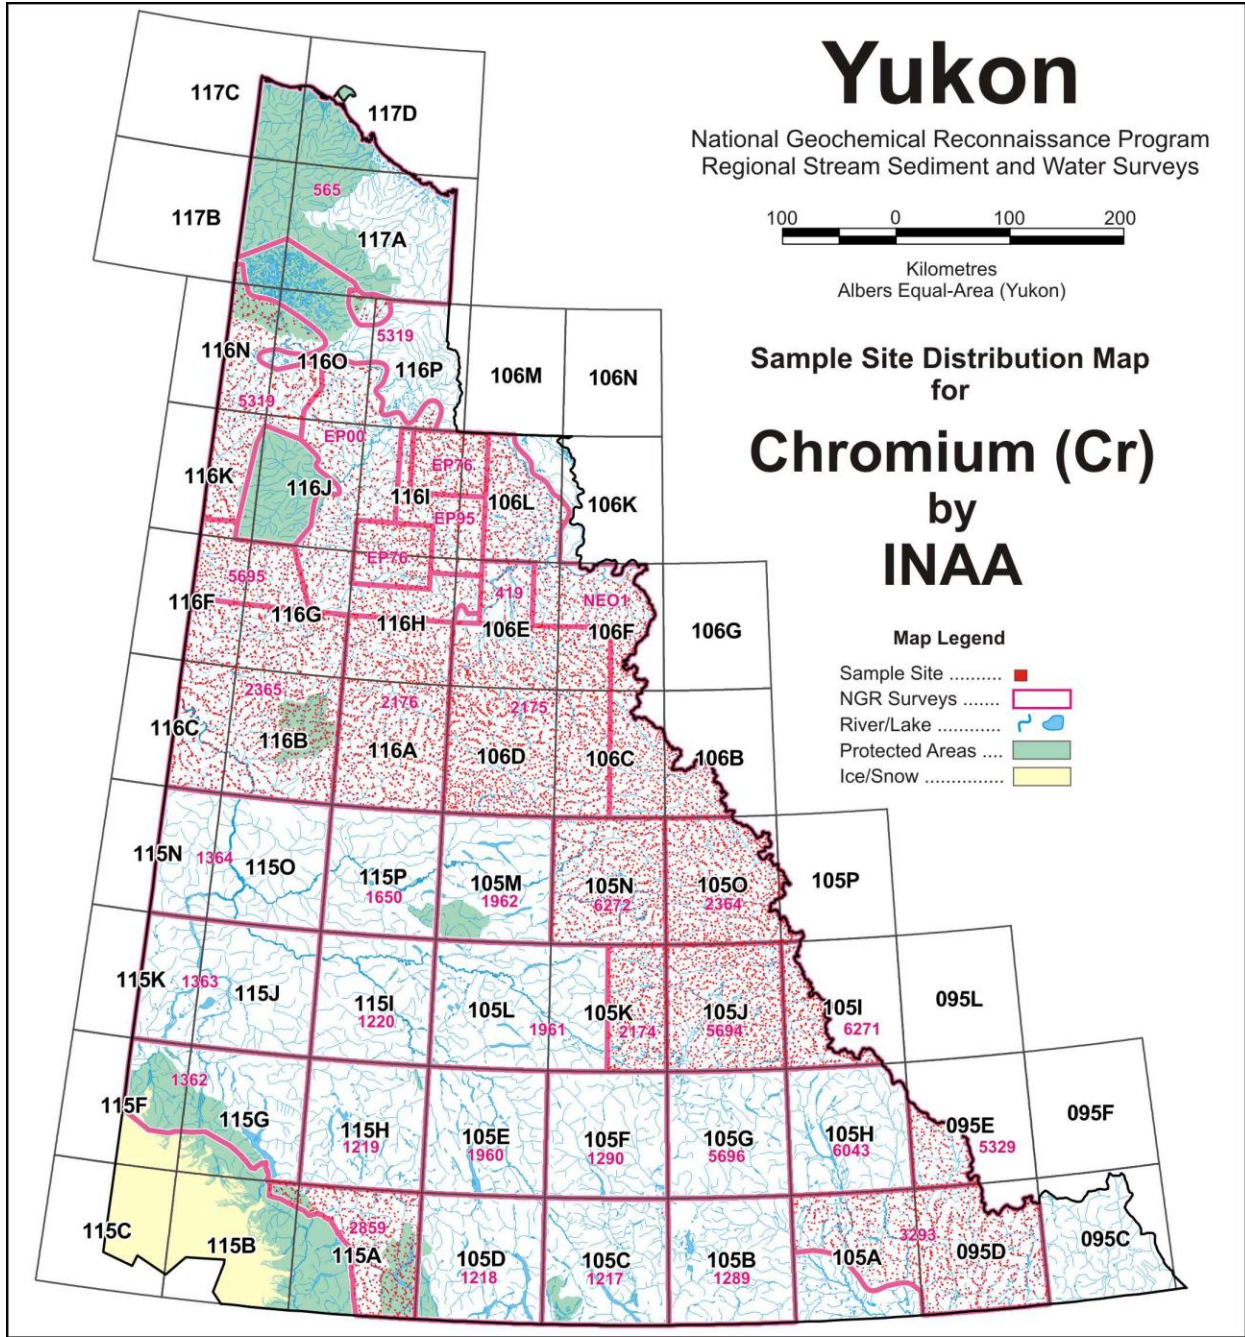 Yukon
National Geochemical Reconnaissance Program
Regional Stream Sediment and Water Surveys
100 0 100 200
Kilometres
Albers Equal-Area (Yukon)
Sample Site Distribution Map
for
Chromium (Cr)
by
INAA
Map Legend
Sample Site ..........
NGR Surveys .......
River/Lake ............
Protected Areas ....
Ice/Snow ...............
117C
117D
565
117B
117A
5319
116N
116O
116P
106M
106N
5319
EP00
EP76
116K
116J
116I
106L
106K
EP95
EP76
5695
419
NEO1
116F
116G
116H
106E
106F
106G
2365
2176
2175
116C
116B
116A
106D
106C
106B
115N
1364
115O
115P
1650
105M
1962
105N
6272
105O
2364
105P
115K
1363
115J
115I
1220
105L
1961
105K
2174
105J
5694
105I
6271
095L
1362
115F
115G
115H
1219
105E
1960
105F
1290
105G
5696
105H
6043
095E
5329
095F
115C
115B
2859
115A
105D
1218
105C
1217
105B
1289
105A
3293
095D
095C